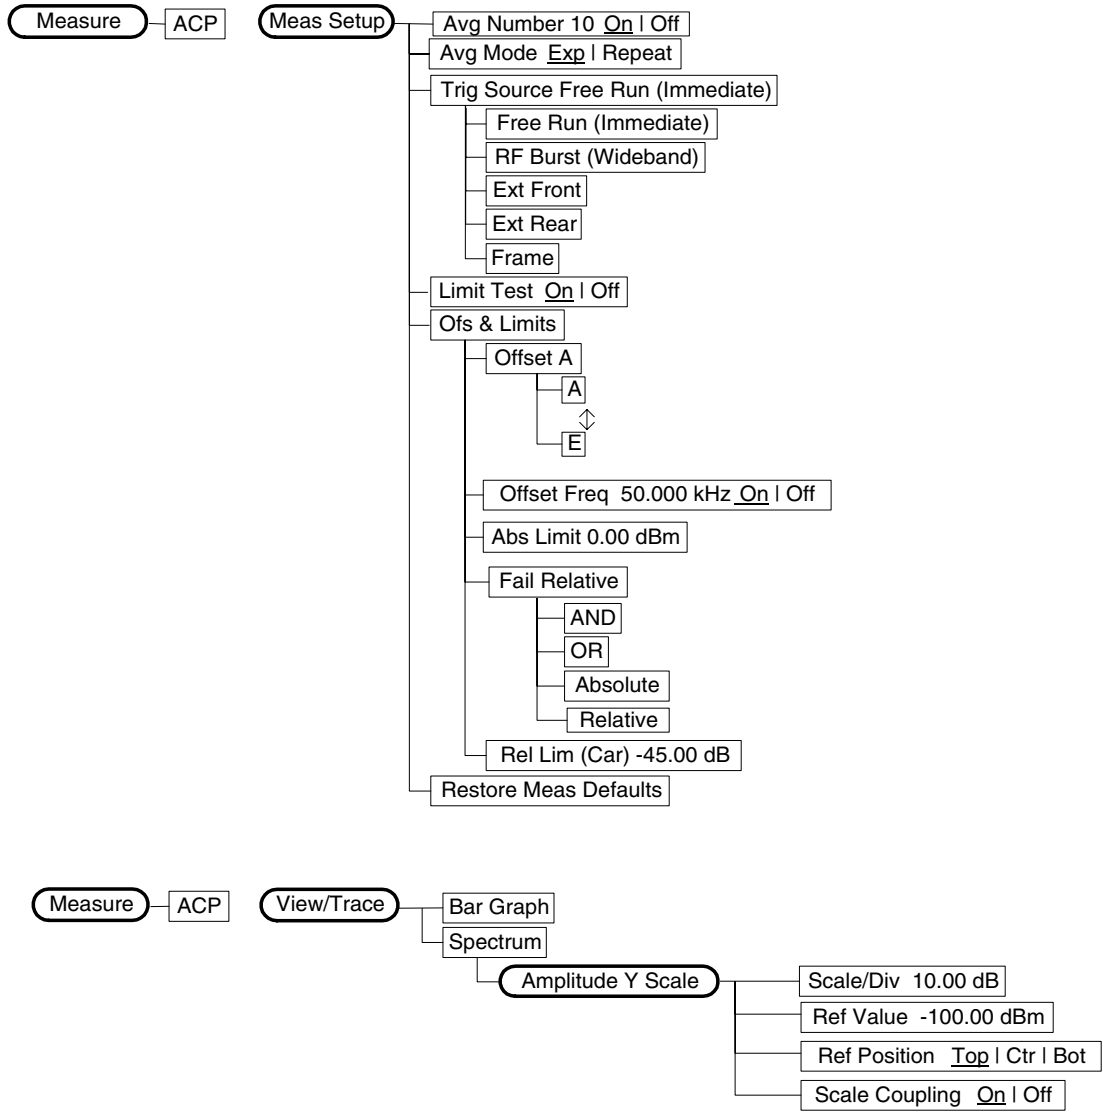 Measure
ACP
Meas Setup
Avg Number 10 On | Off
Avg Mode Exp | Repeat
Trig Source Free Run (Immediate)
Free Run (Immediate)
RF Burst (Wideband)
Ext Front
Ext Rear
Frame
Limit Test On | Off
Ofs & Limits
Offset A
A
E
Offset Freq 50.000 kHz On | Off
Abs Limit 0.00 dBm
Fail Relative
AND
OR
Absolute
Relative
Rel Lim (Car) -45.00 dB
Restore Meas Defaults
Measure
ACP
View/Trace
Bar Graph
Spectrum
Amplitude Y Scale
Scale/Div 10.00 dB
Ref Value -100.00 dBm
Ref Position Top | Ctr | Bot
Scale Coupling On | Off